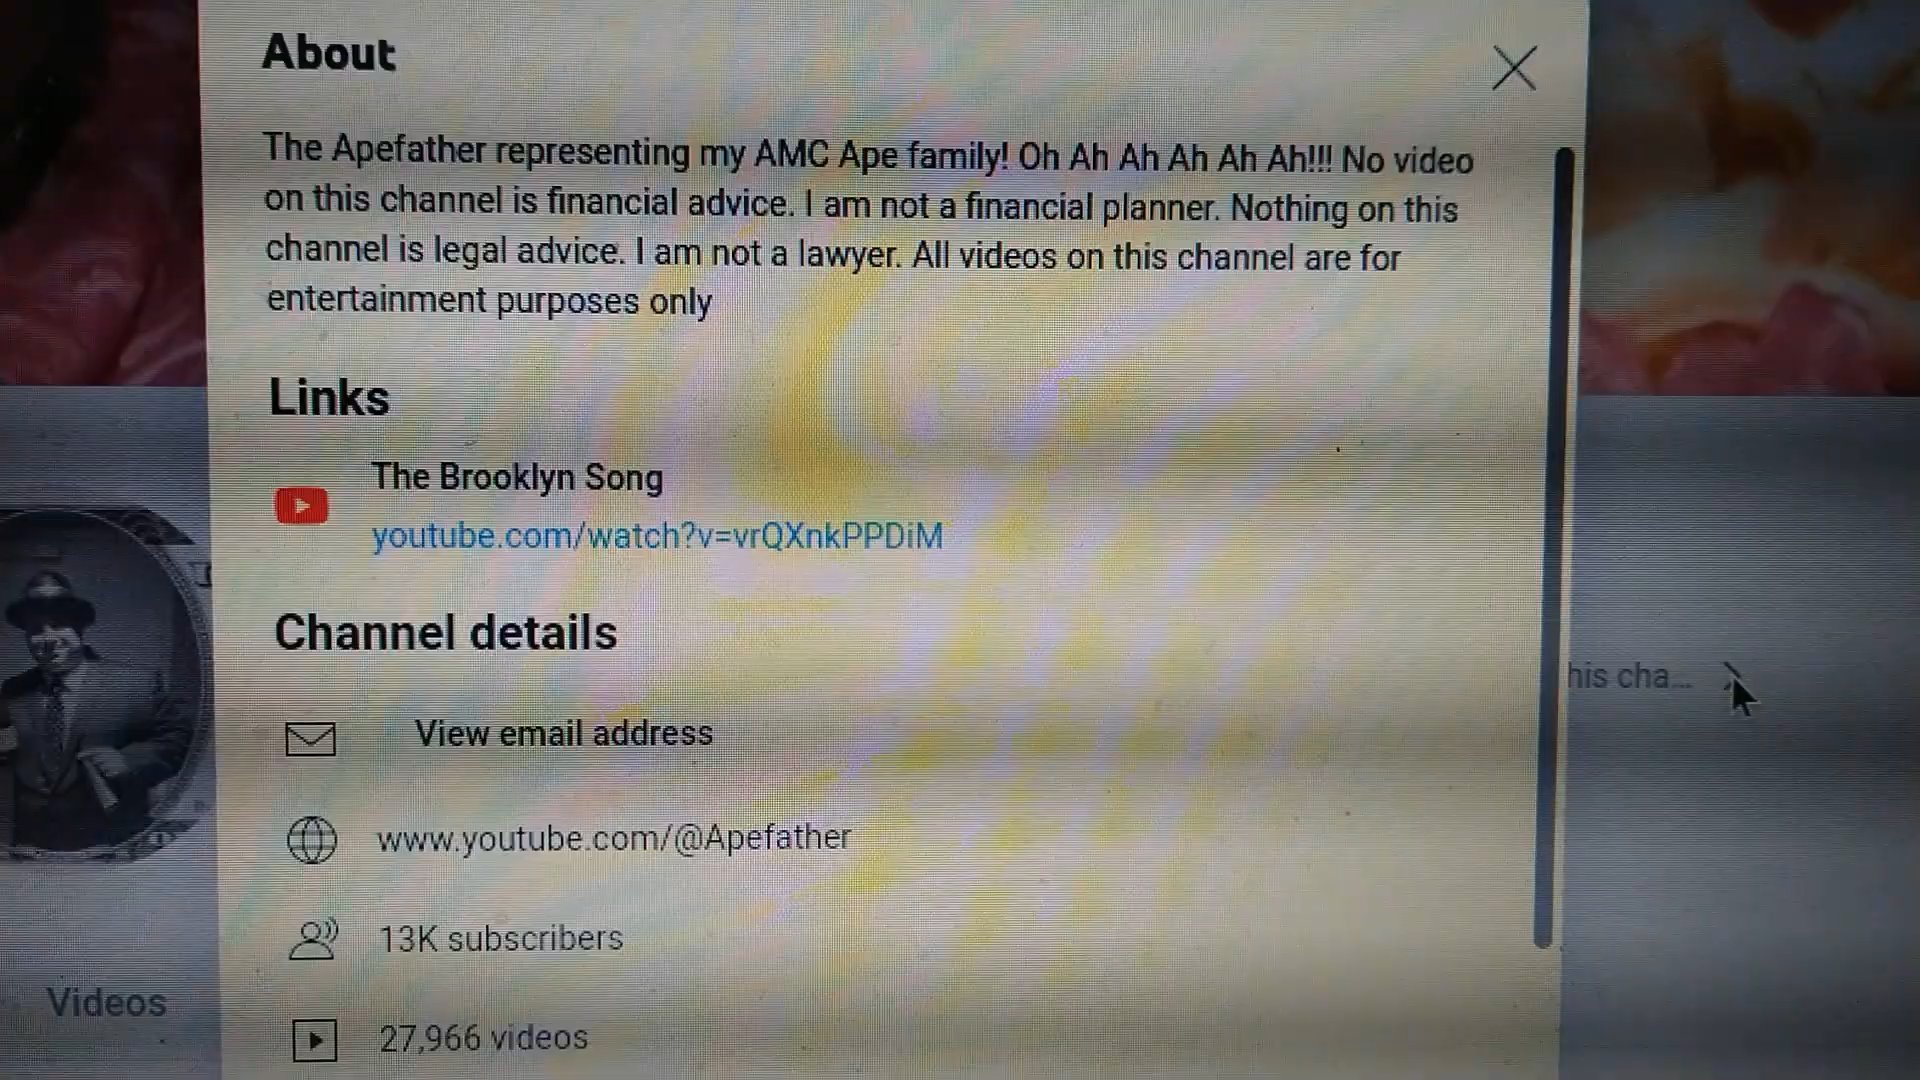 About
The Apefather representing my AMC Ape family! Oh Ah Ah Ah Ah Ah!!! No video
on this channel is financial advice. I am not a financial planner. Nothing on this
channel is legal advice. I am not a lawyer. All videos on this channel are for
entertainment purposes only
Links
The Brooklyn Song
youtube.com/watch?v=vrQXnkPPDiM
Channel details
View email address
www.youtube.com/@Apefather
his cha...
13K subscribers
Videos
27,966 videos